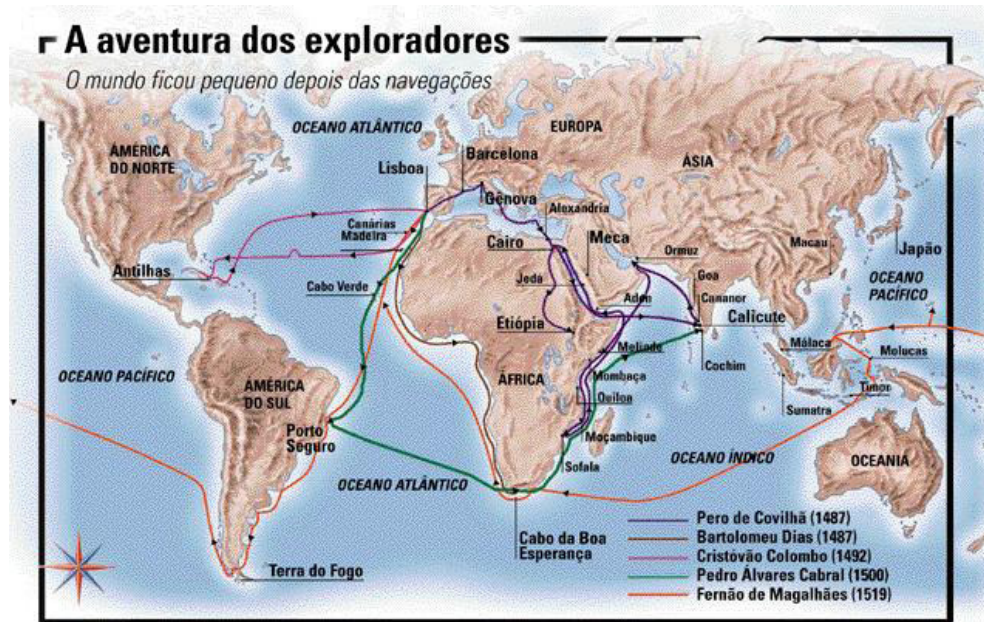 A aventura dos exploradores
O mundo ficou pequeno depois das navegações
OCEANO ATLÂNTICO
EUROPA
AMÉRICA
DO NORTE
Barcelona
ÁSIA
Lisboa
Gênova
Alexandria
Canárias
Madeira
Cairo
Meca
Ormuz
Macau
Japão
Antilhas
Jeda
Goa
OCEANO
PACÍFICO
Cabo Verde
Aden
Cananor
Etiópia
Calicute
Melinde
Málaca
Molucas
OCEANO PACÍFICO
AMÉRICA
DO SUL
ÁFRICA
Mombaça
Cochim
Timor
Quiloa
Sumatra
Porto
Seguro
Moçambique
OCEANO ÍNDICO
OCEANIA
Sofala
OCEANO ATLÂNTICO
Cabo da Boa
Esperança
Terra do Fogo
Pero de Covilhã (1487)
Bartolomeu Dias (1487)
Cristóvão Colombo (1492)
Pedro Álvares Cabral (1500)
Fernão de Magalhães (1519)